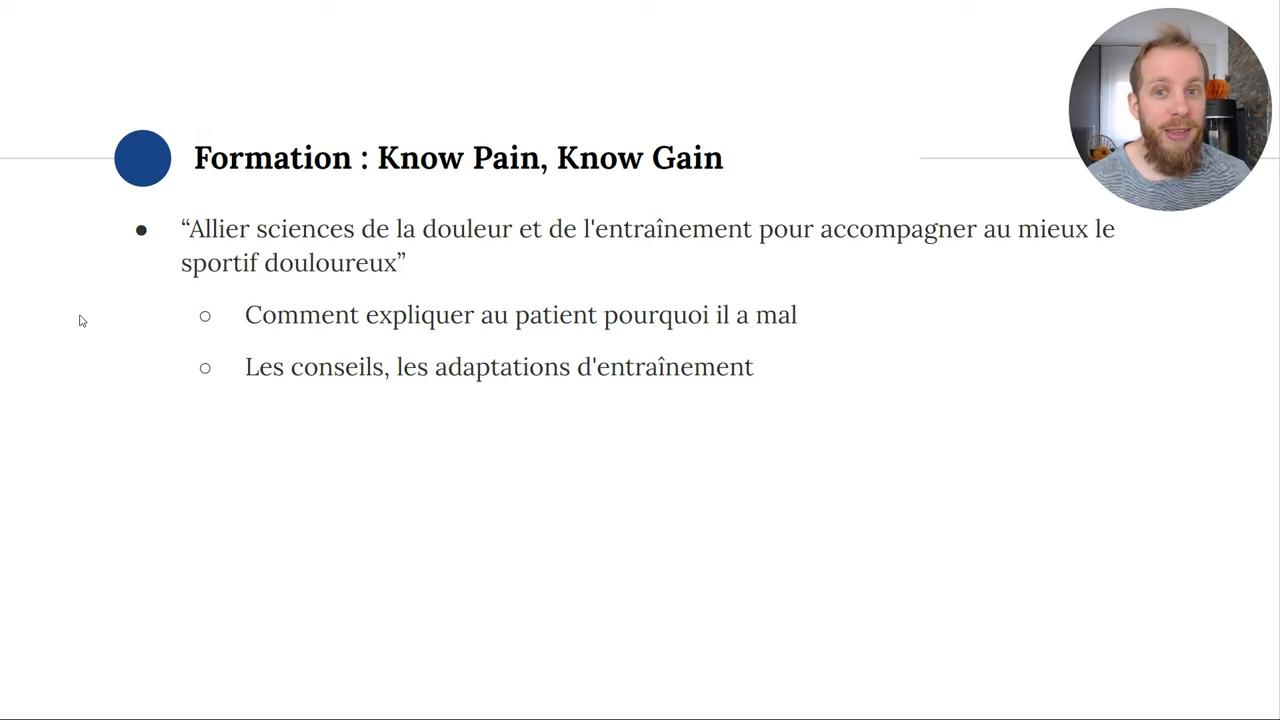 Formation : Know Pain, Know Gain
● “Allier sciences de la douleur et de l'entraînement pour accompagner au mieux le
sportif douloureux”
○ Comment expliquer au patient pourquoi il a mal
○ Les conseils, les adaptations d'entraînement